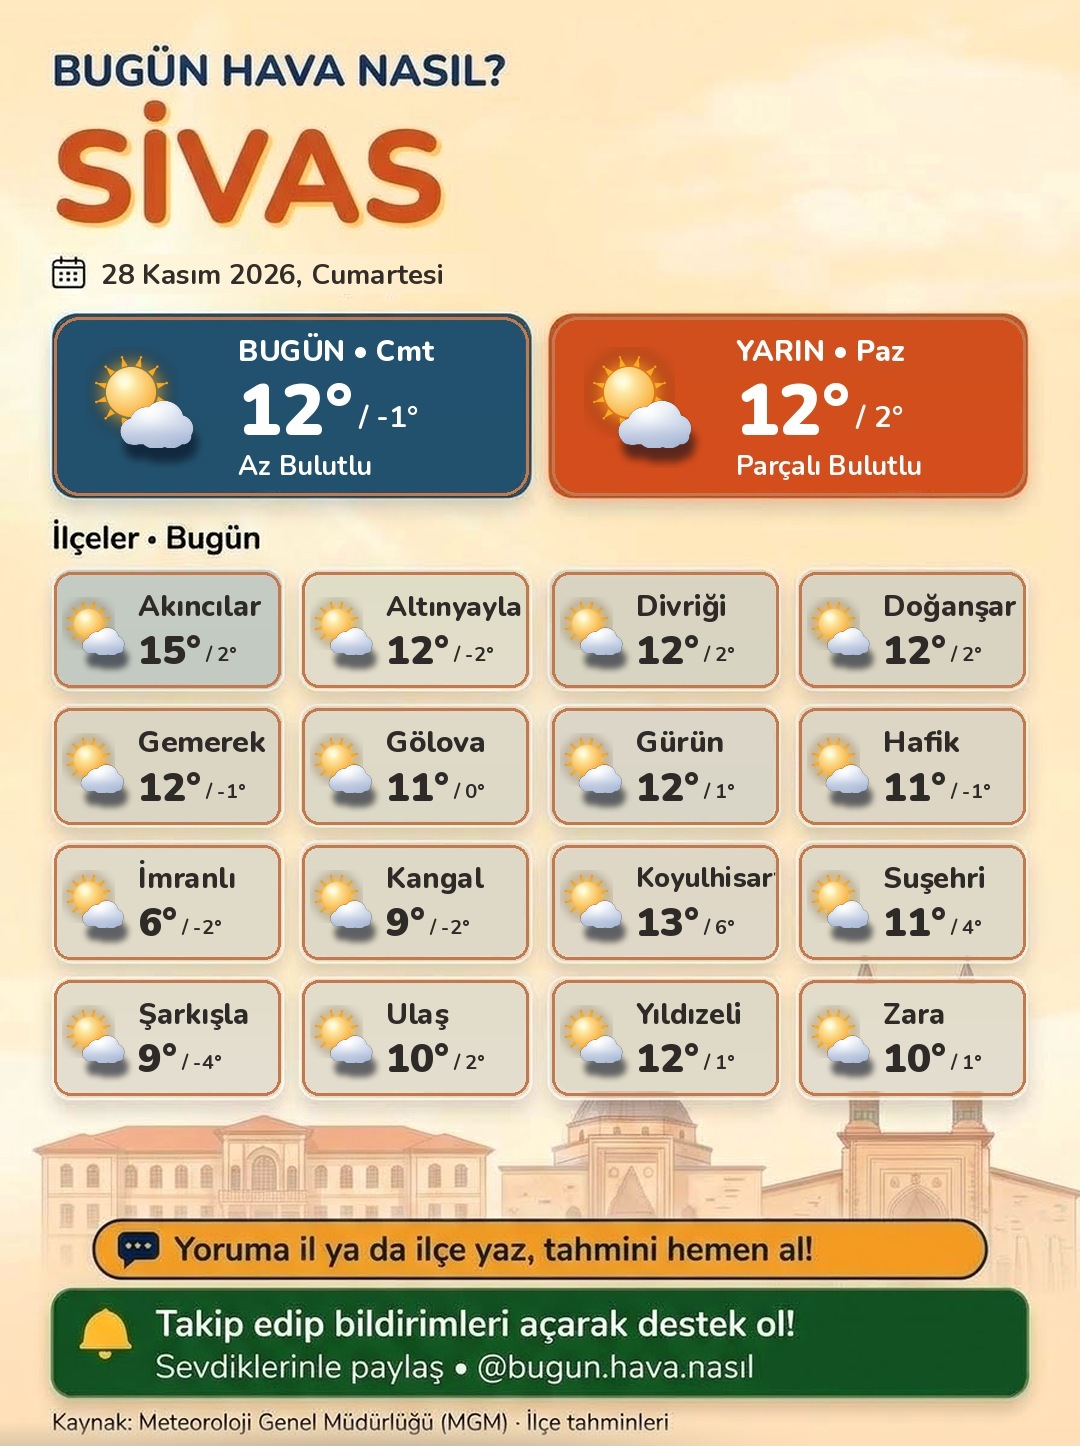 BUGÜN HAVA NASIL?
SİVAS
28 Kasım 2026, Cumartesi
BUGÜN • Cmt
12° / -1°
Az Bulutlu
YARIN • Paz
12° / 2°
Parçalı Bulutlu
İlçeler • Bugün
Akıncılar
15° / 2°
Altınyayla
12° / -2°
Divriği
12° / 2°
Doğanşar
12° / 2°
Gemerek
12° / -1°
Gölova
11° / 0°
Gürün
12° / 1°
Hafik
11° / -1°
İmranlı
6° / -2°
Kangal
9° / -2°
Koyulhisar
13° / 6°
Suşehri
11° / 4°
Şarkışla
9° / -4°
Ulaş
10° / 2°
Yıldızeli
12° / 1°
Zara
10° / 1°
Yoruma il ya da ilçe yaz, tahmini hemen al!
Takip edip bildirimleri açarak destek ol!
Sevdiklerinle paylaş • @bugun.hava.nasıl
Kaynak: Meteoroloji Genel Müdürlüğü (MGM) · İlçe tahminleri